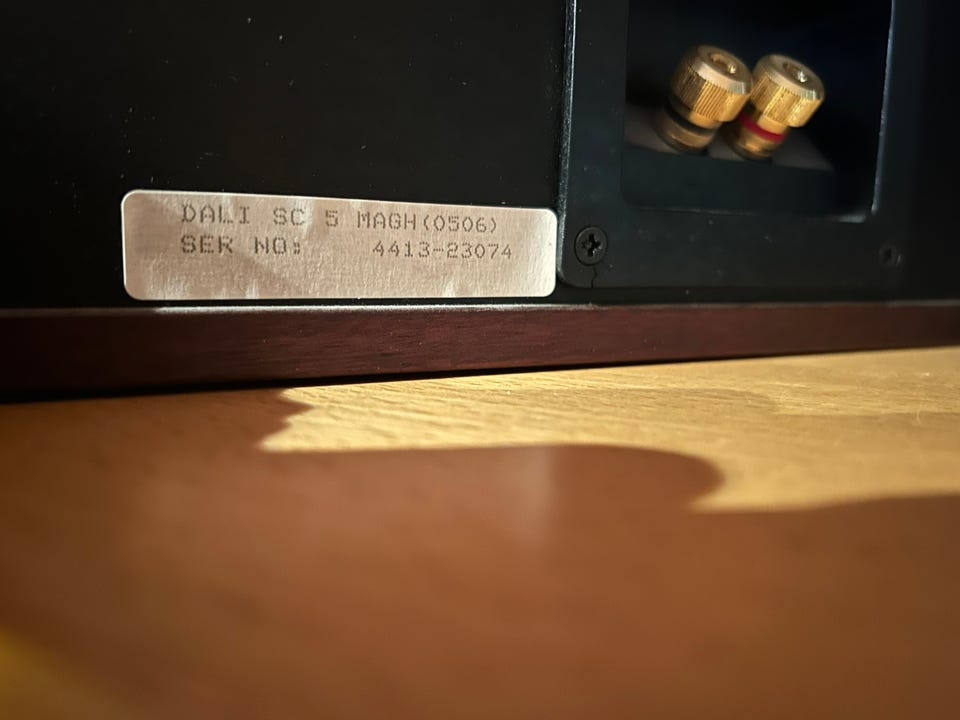 DALI SC 5 MAGH(0506)
SER NO: 4413-23074